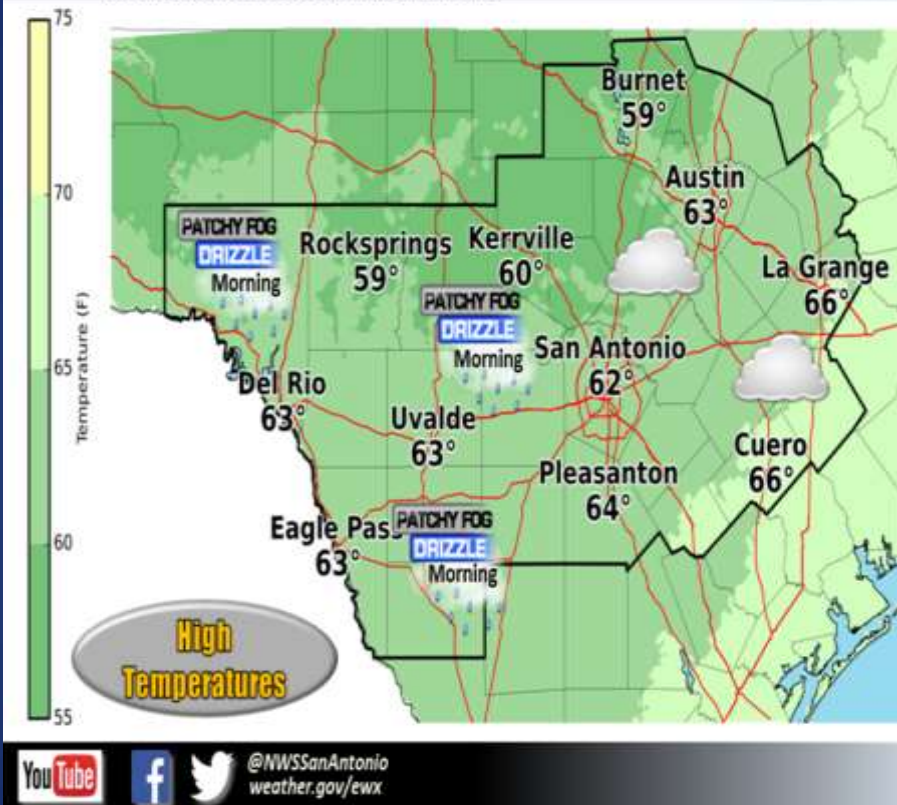 75
70
65
60
55
Temperature (F)
Burnet
59°
Austin
63°
PATCHY FOG
DRIZZLE
Morning
Rocksprings
59°
Kerrville
60°
La Grange
66°
PATCHY FOG
DRIZZLE
Morning
San Antonio
62°
Del Rio
63°
Uvalde
63°
Cuero
66°
Pleasanton
64°
Eagle Pass
63°
PATCHY FOG
DRIZZLE
Morning
High
Temperatures
YouTube
f
@NWSSanAntonio
weather.gov/ewx